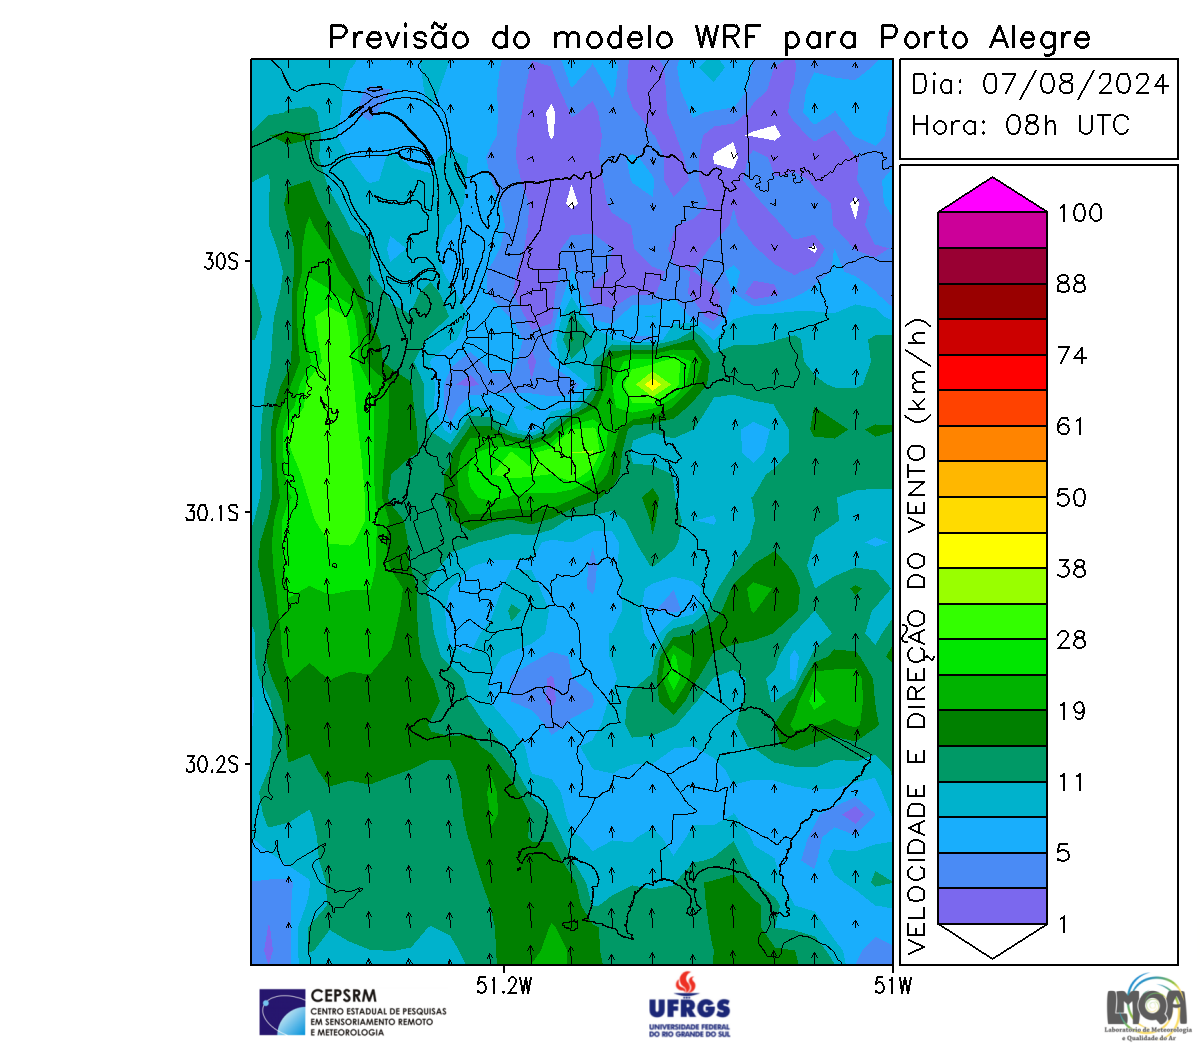 Previsão do modelo WRF para Porto Alegre
Dia: 07/08/2024
Hora: 08h UTC
30S
30.1S
30.2S
51.2W
51W
VELOCIDADE E DIREÇÃO DO VENTO (km/h)
100
88
74
61
50
38
28
19
11
5
1
CEPSRM
CENTRO ESTADUAL DE PESQUISAS
EM SENSORIAMENTO REMOTO
E METEOROLOGIA
UFRGS
UNIVERSIDADE FEDERAL
DO RIO GRANDE DO SUL
LMQA
Laboratório de Meteorologia
e Qualidade do Ar